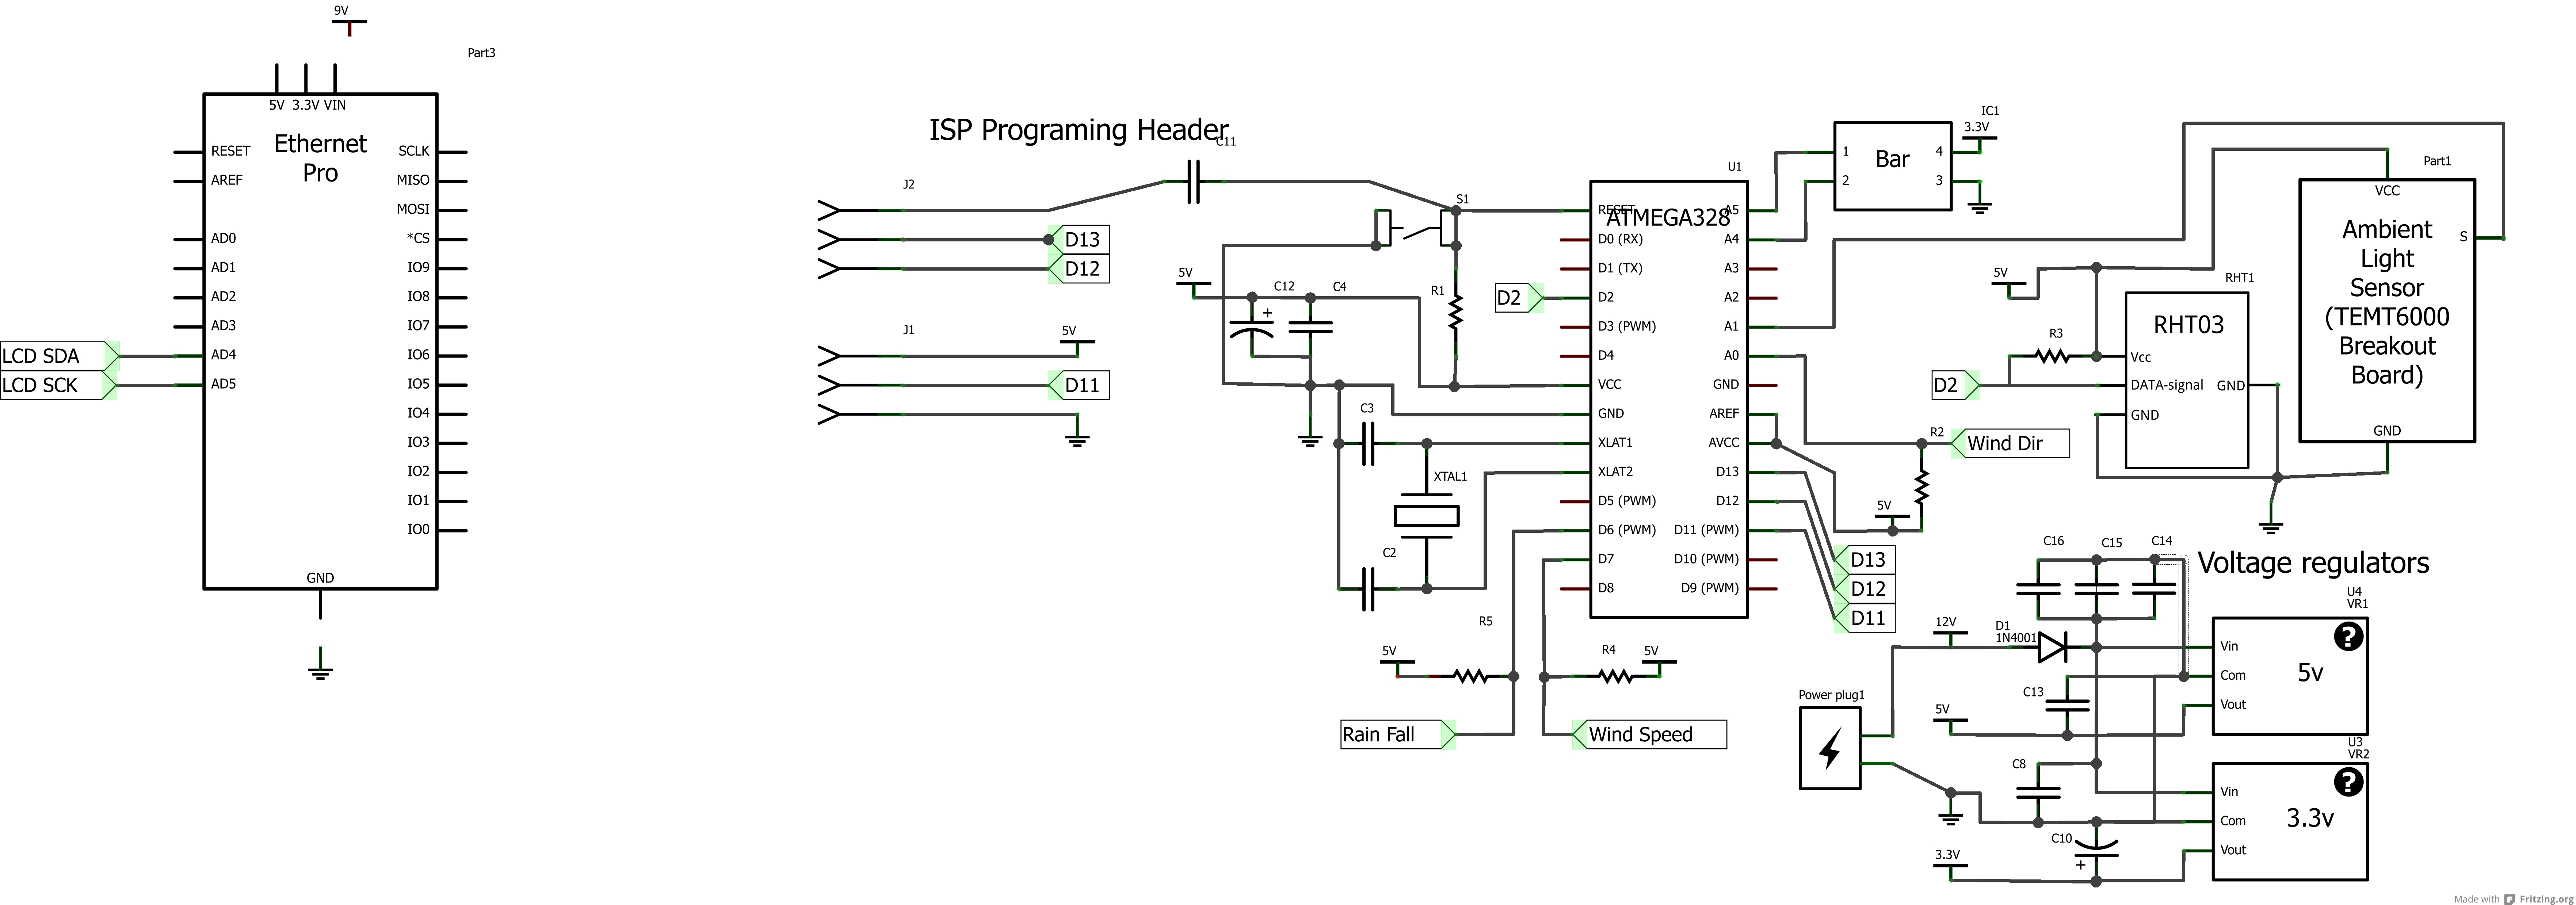 9V
Part3
5V 3.3V VIN
Ethernet
Pro
RESET
AREF
AD0
AD1
AD2
AD3
AD4
AD5
SCLK
MISO
MOSI
*CS
IO9
IO8
IO7
IO6
IO5
IO4
IO3
IO2
IO1
IO0
GND
LCD SDA
LCD SCK
ISP Programing Header
C11
J2
D13
D12
J1
5V
D11
S1
5V
C12
C4
+
R1
D2
C3
XTAL1
C2
R5
5V
R4
5V
Rain Fall
Wind Speed
U1
ATMEGA328
RESET
D0 (RX)
D1 (TX)
D2
D3 (PWM)
D4
VCC
GND
XLAT1
XLAT2
D5 (PWM)
D6 (PWM)
D7
D8
A5
A4
A3
A2
A1
A0
GND
AREF
AVCC
D13
D12
D11 (PWM)
D10 (PWM)
D9 (PWM)
D13
D12
D11
IC1
3.3V
Bar
1
2
4
3
R2
Wind Dir
5V
5V
R3
D2
RHT1
RHT03
Vcc
DATA-signal
GND
GND
Part1
VCC
Ambient
Light
Sensor
(TEMT6000
Breakout
Board)
S
GND
Voltage regulators
C16
C15
C14
12V
D1
1N4001
Power plug1
C13
5V
C8
C10
+
3.3V
U4
VR1
?
Vin
Com
Vout
5v
U3
VR2
?
Vin
Com
Vout
3.3v
Made with Fritzing.org